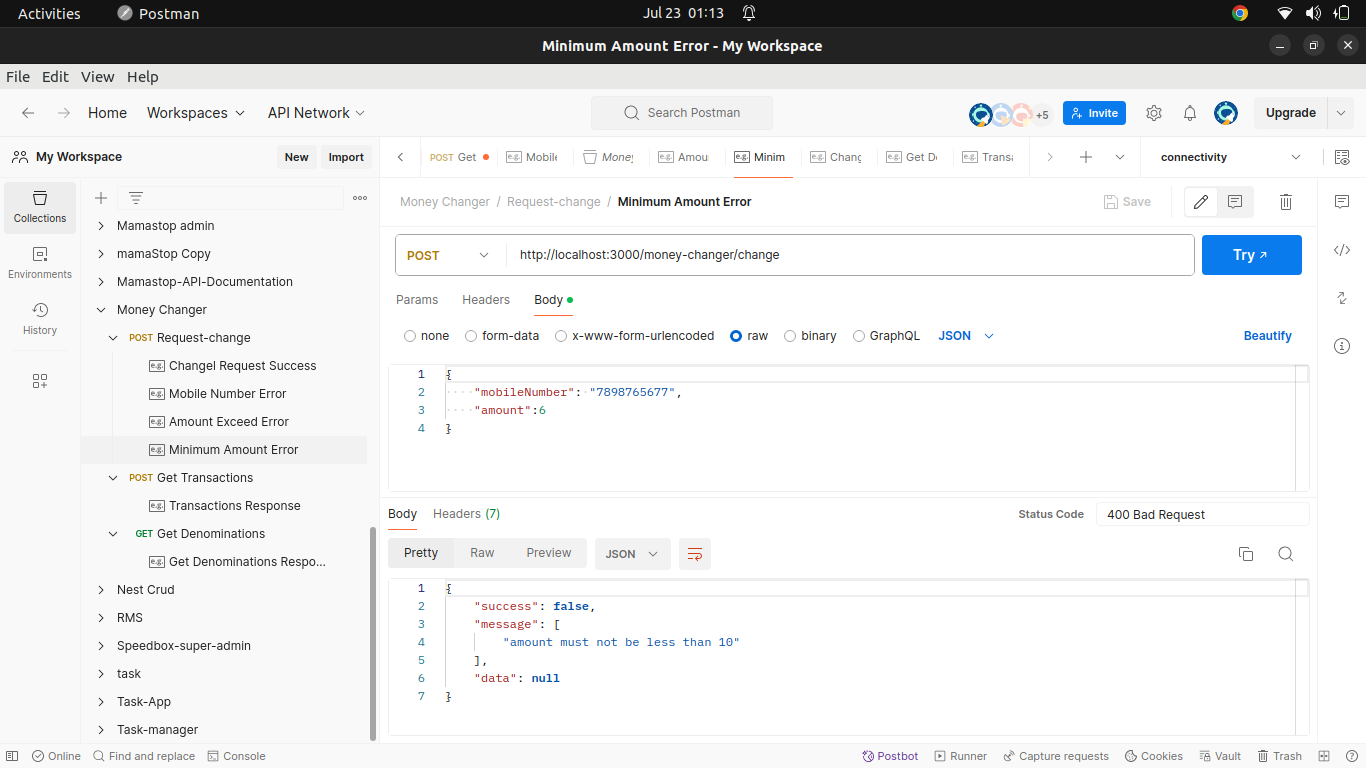 Activities Postman Jul 23 01:13
Minimum Amount Error - My Workspace
File Edit View Help
Home Workspaces API Network Search Postman +5 Invite Upgrade
My Workspace New Import
POST Get e.g. Mobile Money e.g. Amou e.g. Minim e.g. Chang e.g. Get D e.g. Transa connectivity
Collections
Environments
History
Mamastop admin
mamaStop Copy
Mamastop-API-Documentation
Money Changer
POST Request-change
e.g. Changel Request Success
e.g. Mobile Number Error
e.g. Amount Exceed Error
e.g. Minimum Amount Error
POST Get Transactions
e.g. Transactions Response
GET Get Denominations
e.g. Get Denominations Respo...
Nest Crud
RMS
Speedbox-super-admin
task
Task-App
Task-manager
Money Changer / Request-change / Minimum Amount Error Save
POST http://localhost:3000/money-changer/change Try
Params Headers Body
none form-data x-www-form-urlencoded raw binary GraphQL JSON Beautify
1 {
2 "mobileNumber": "7898765677",
3 "amount":6
4 }
Body Headers (7) Status Code 400 Bad Request
Pretty Raw Preview JSON
1 {
2 "success": false,
3 "message": [
4 "amount must not be less than 10"
5 ],
6 "data": null
7 }
Online Find and replace Console Postbot Runner Capture requests Cookies Vault Trash